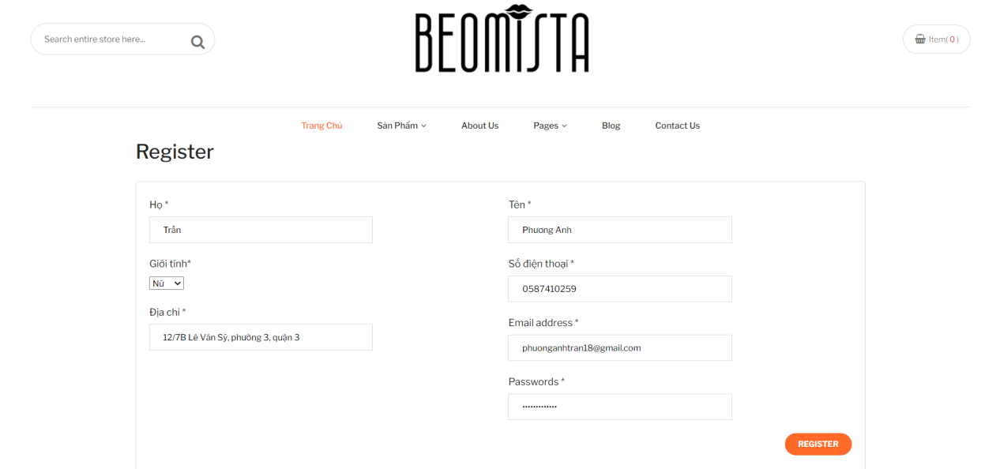 Search entire store here...
BEOMISTA
Item( 0 )
Trang Chủ Sản Phẩm About Us Pages Blog Contact Us
Register
Họ *
Tên *
Trần
Phương Anh
Giới tính*
Số điện thoại *
Nữ
0587410259
Địa chỉ *
Email address *
12/7B Lê Văn Sỹ, phường 3, quận 3
phuonganhtran18@gmail.com
Passwords *
•••••••••••••
REGISTER